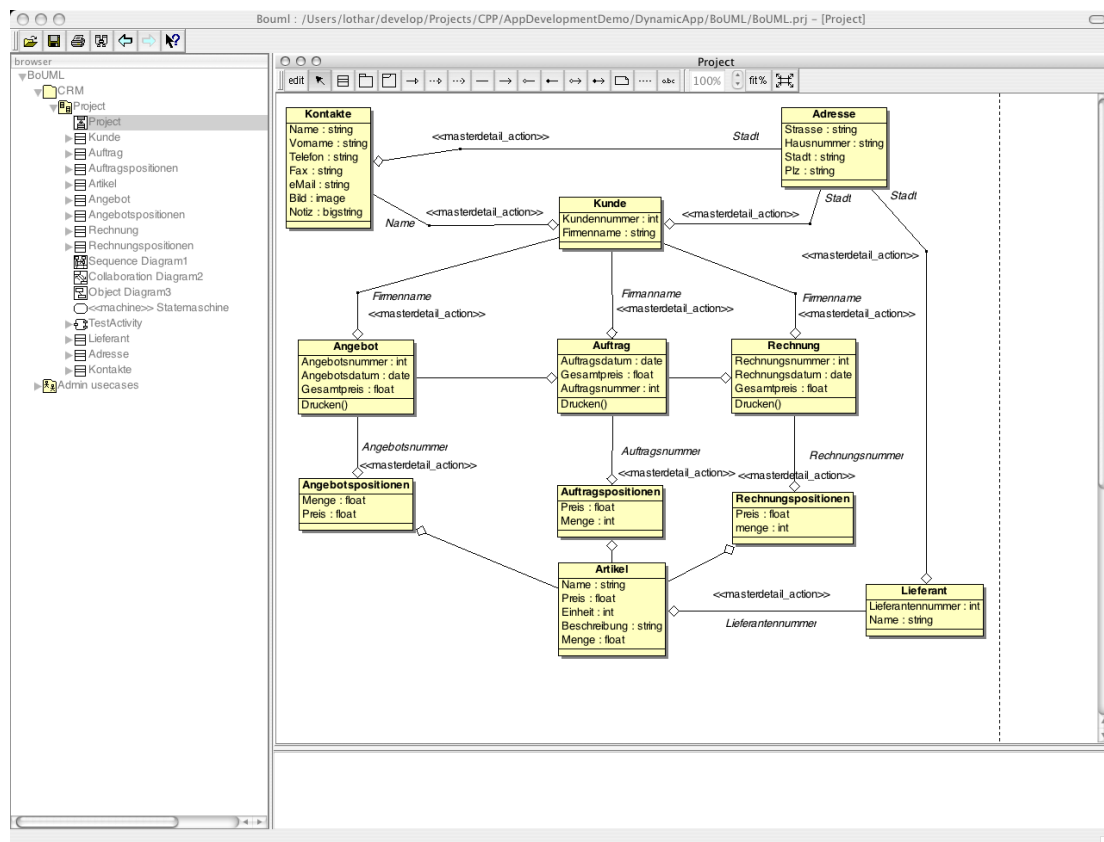 Bouml : /Users/lothar/develop/Projects/CPP/AppDevelopmentDemo/DynamicApp/BoUML/BoUML.prj - [Project]
browser
BoUML
CRM
Project
Project
Kunde
Auftrag
Auftragspositionen
Artikel
Angebot
Angebotspositionen
Rechnung
Rechnungspositionen
Sequence Diagram1
Collaboration Diagram2
Object Diagram3
<<machine>> Statemaschine
TestActivity
Lieferant
Adresse
Kontakte
Admin usecases
Project
edit
abc
100%
fit%
Kontakte
Name : string
Vorname : string
Telefon : string
Fax : string
eMail : string
Bild : image
Notiz : bigstring
<<masterdetail_action>>
Stadt
Adresse
Strasse : string
Hausnummer : string
Stadt : string
Plz : string
Name
<<masterdetail_action>>
Kunde
Kundennummer : int
Firmenname : string
<<masterdetail_action>>
Stadt
Stadt
<<masterdetail_action>>
Firmenname
<<masterdetail_action>>
Firmanname
<<masterdetail_action>>
Firmenname
<<masterdetail_action>>
Angebot
Angebotsnummer : int
Angebotsdatum : date
Gesamtpreis : float
Drucken()
Auftrag
Auftragsdatum : date
Gesamtpreis : float
Auftragsnummer : int
Drucken()
Rechnung
Rechnungsnummer : int
Rechnungsdatum : date
Gesamtpreis : float
Drucken()
Angebotsnummer
<<masterdetail_action>>
Auftragsnummer
<<masterdetail_action>>
Rechnungsnummer
<<masterdetail_action>>
Angebotspositionen
Menge : float
Preis : float
Auftragspositionen
Preis : float
Menge : int
Rechnungspositionen
Preis : float
menge : int
Artikel
Name : string
Preis : float
Einheit : int
Beschreibung : string
Menge : float
<<masterdetail_action>>
Lieferantennummer
Lieferant
Lieferantennummer : int
Name : string